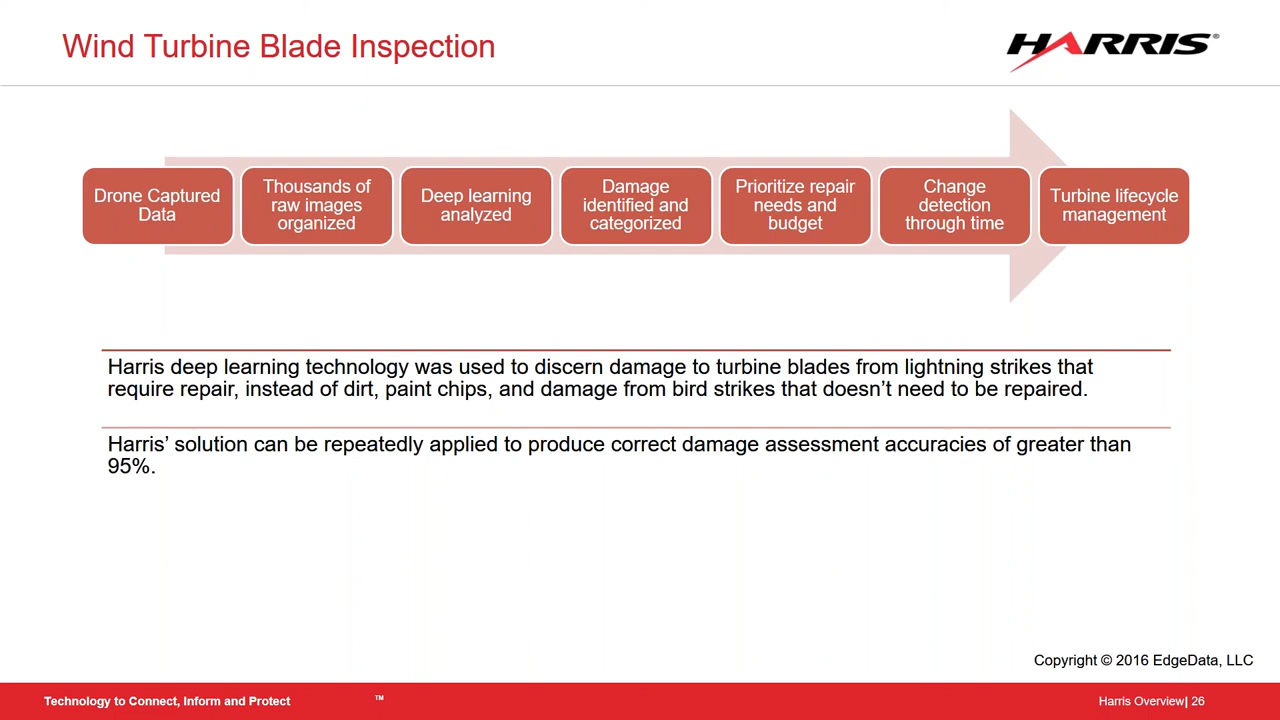 Wind Turbine Blade Inspection
HARRIS®
Drone Captured
Data
Thousands of
raw images
organized
Deep learning
analyzed
Damage
identified and
categorized
Prioritize repair
needs and
budget
Change
detection
through time
Turbine lifecycle
management
Harris deep learning technology was used to discern damage to turbine blades from lightning strikes that
require repair, instead of dirt, paint chips, and damage from bird strikes that doesn’t need to be repaired.
Harris’ solution can be repeatedly applied to produce correct damage assessment accuracies of greater than
95%.
Copyright © 2016 EdgeData, LLC
Technology to Connect, Inform and Protect ™
Harris Overview| 26